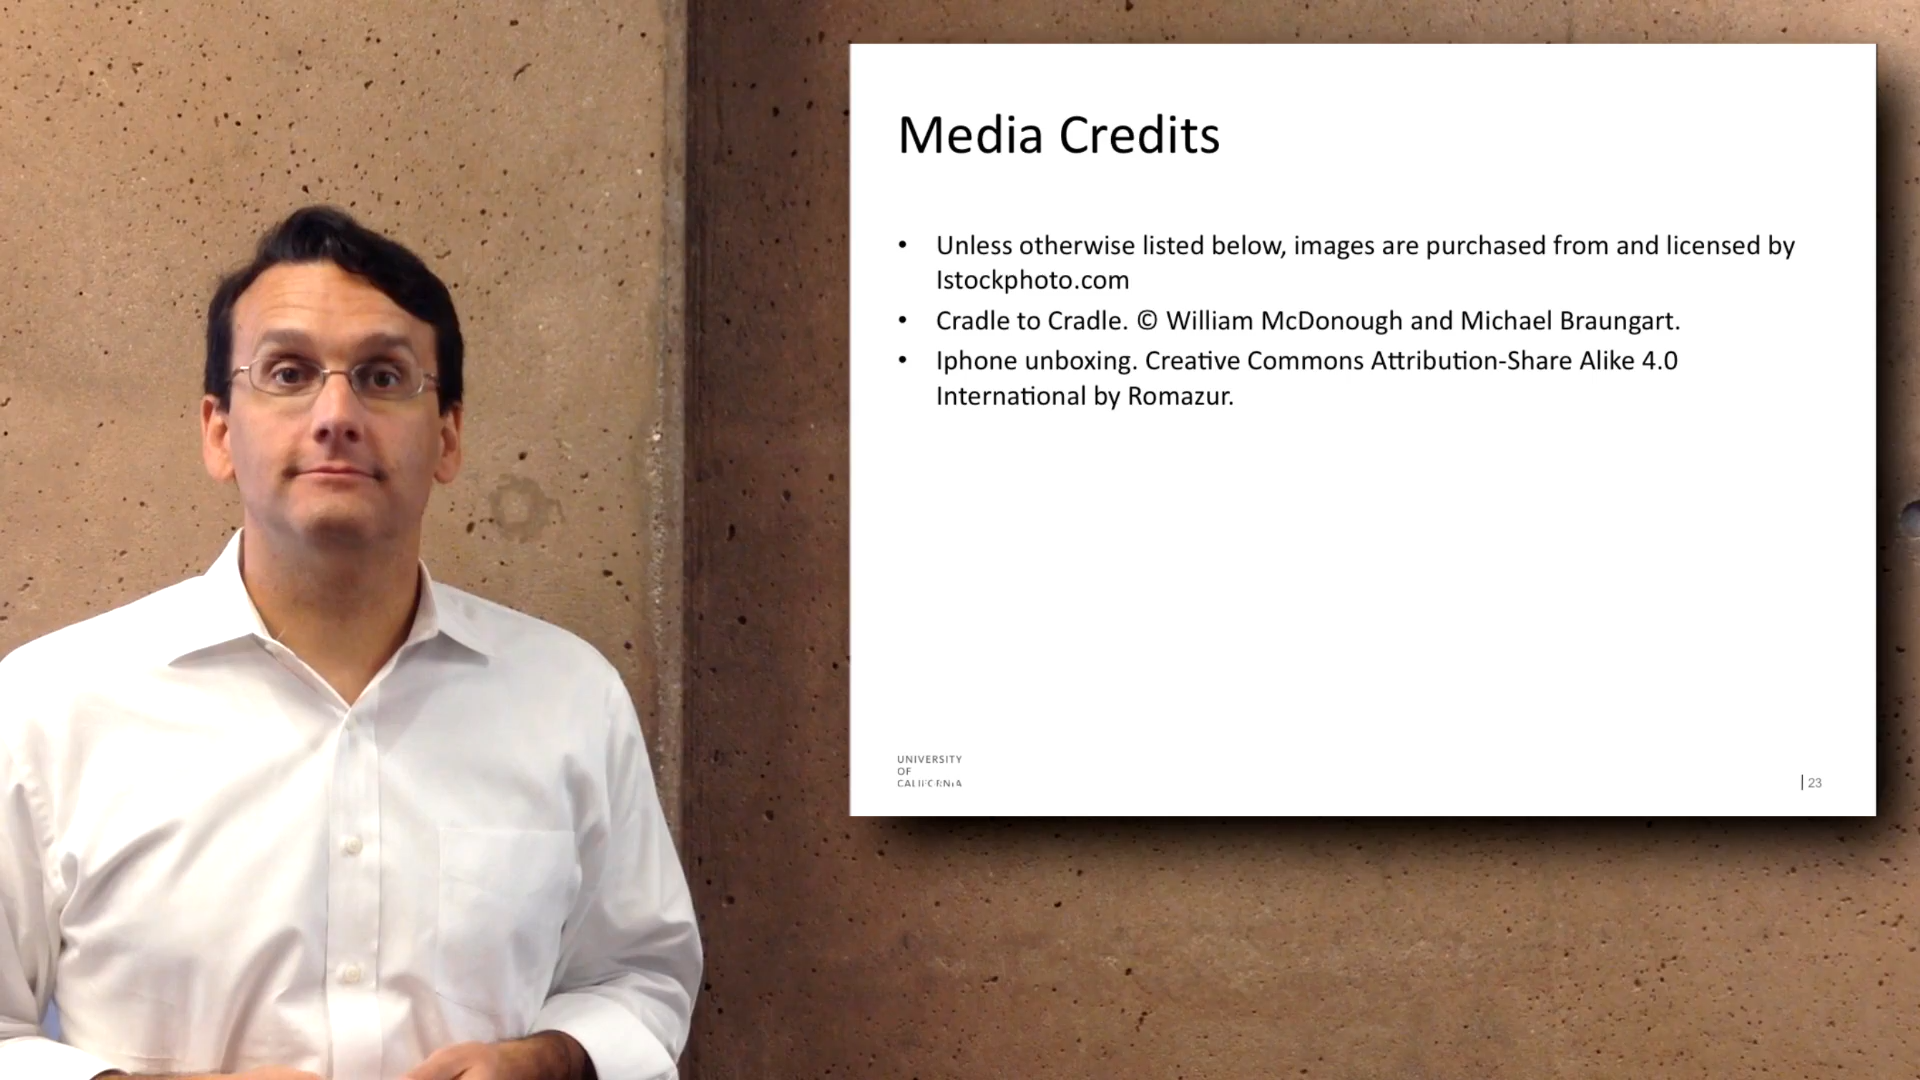 Media Credits
• Unless otherwise listed below, images are purchased from and licensed by
Istockphoto.com
• Cradle to Cradle. © William McDonough and Michael Braungart.
• Iphone unboxing. Creative Commons Attribution-Share Alike 4.0
International by Romazur.
UNIVERSITY
OF
CALIFORNIA
| 23